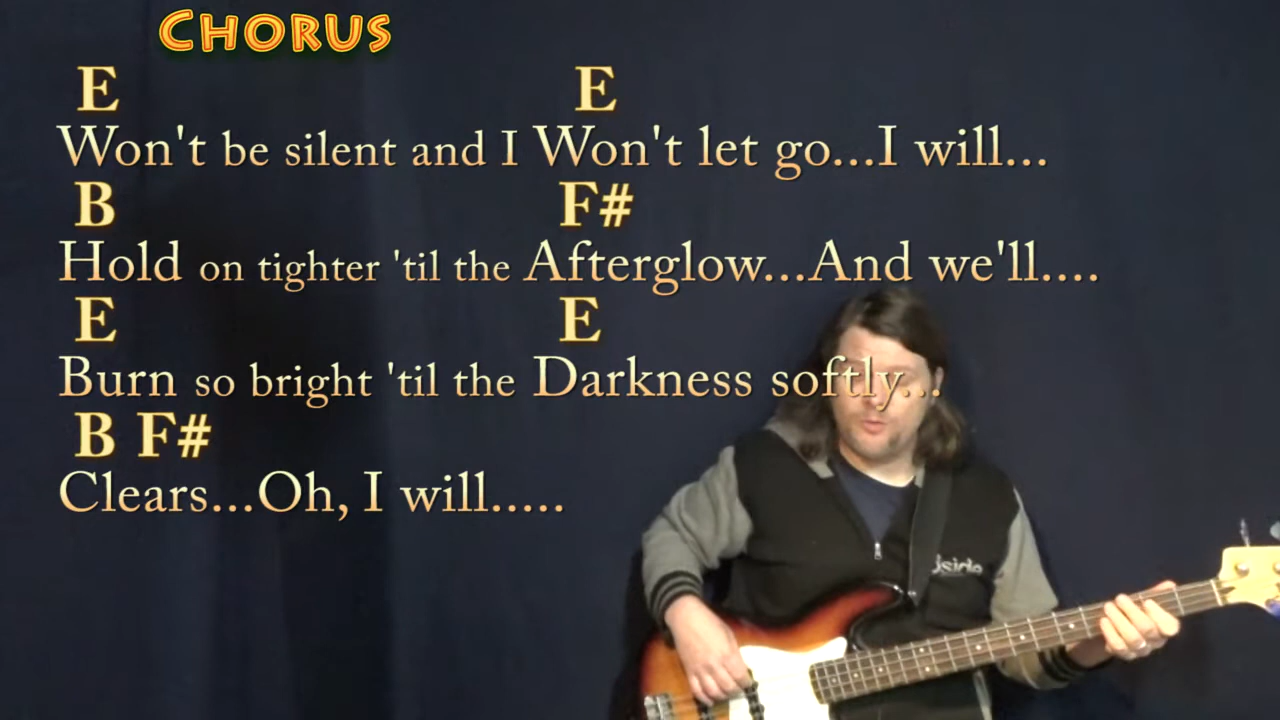 CHORUS
E E
Won't be silent and I Won't let go...I will...
B F#
Hold on tighter 'til the Afterglow...And we'll....
E E
Burn so bright 'til the Darkness softly...
B F#
Clears...Oh, I will.....